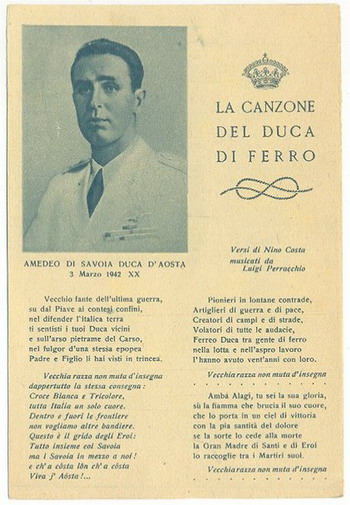 LA CANZONE
DEL DUCA
DI FERRO
AMEDEO DI SAVOIA DUCA D'AOSTA
3 Marzo 1942 XX
Versi di Nino Costa
musicati da
Luigi Perracchio
Vecchio fante dell'ultima guerra,
su dal Piave ai contesi confini,
nel difender l'Italica terra
ti sentisti i tuoi Duca vicini
e sull'arso pietrame del Carso,
nel fulgor d'una stessa epopea
Padre e Figlio li hai visti in trincea.
Vecchia razza non muta d'insegna
dappertutto la stessa consegna:
Croce Bianca e Tricolore,
tutta Italia un solo cuore.
Dentro e fuori le frontiere
non vogliamo altre bandiere.
Questo è il grido degli Eroi:
Tutto insieme coi Savoia
ma i Savoia in mezzo a noi!
e ch'a côsta lôn ch'a côsta
Viva j' Aôsta!...
Pionieri in lontane contrade,
Artiglieri di guerra e di pace,
Creatori di campi e di strade,
Volatori di tutte le audacie,
Ferreo Duca tra gente di ferro
nella lotta e nell'aspro lavoro
l'hanno avuto vent'anni con loro.
Vecchia razza non muta d'insegna
. . . . . . . . . . . . . . . .
Ambà Alagi, tu sei la sua gloria,
sù la fiamma che brucia il suo cuore,
che lo porta in un ciel di vittoria
con la pia santità del dolore
se la sorte lo cede alla morte
la Gran Madre di Santi e di Eroi
lo raccoglie tra i Martiri suoi.
Vecchia razza non muta d'insegna
. . . . . . . . . . . . . . . .